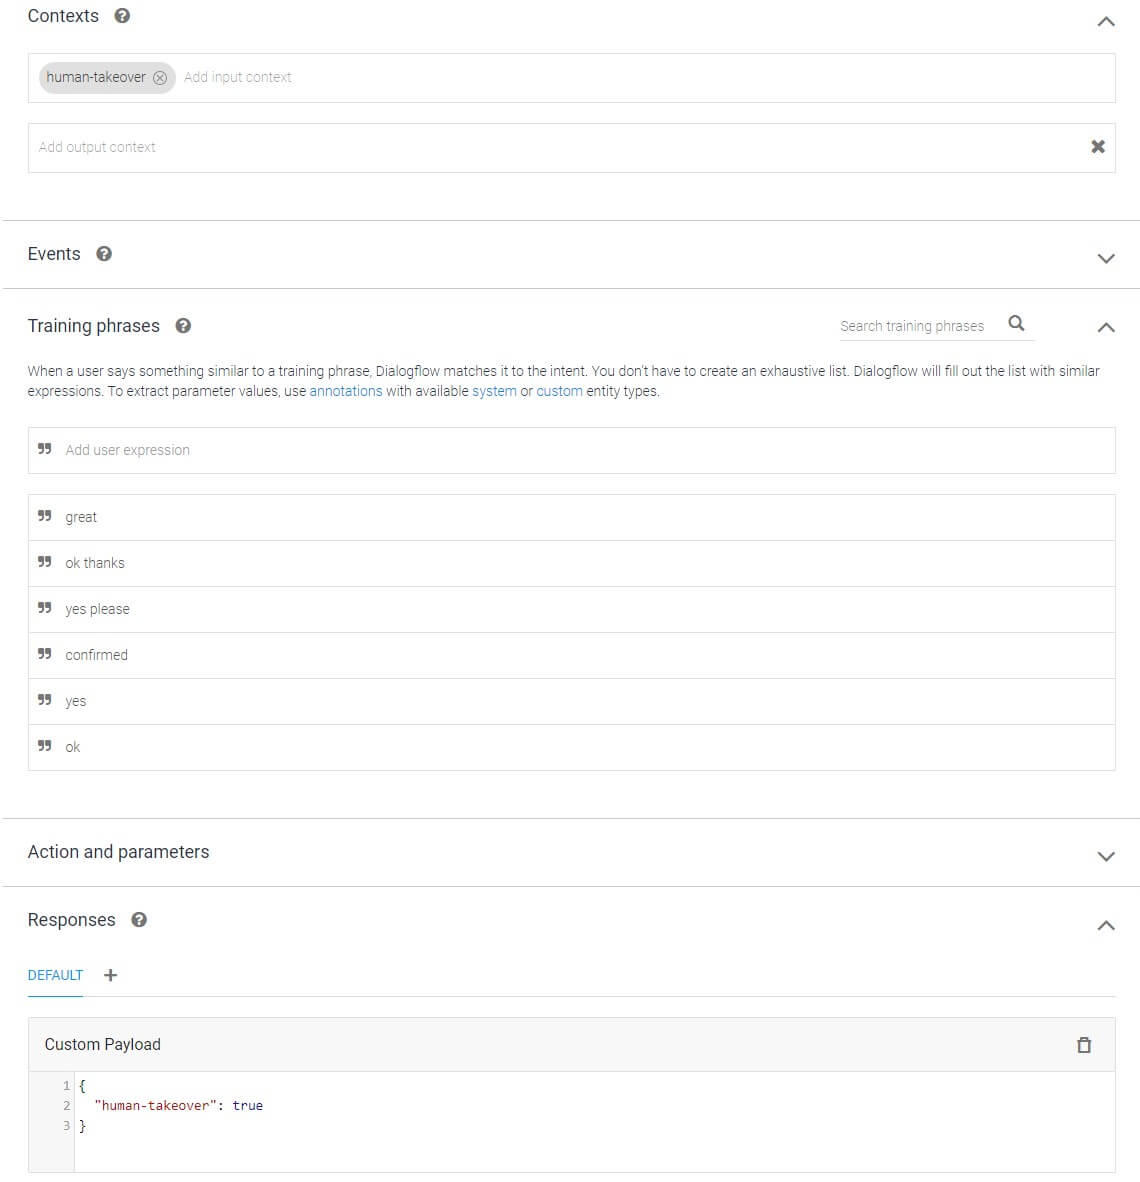 Contexts
human-takeover Add input context
Add output context
Events
Training phrases
Search training phrases
When a user says something similar to a training phrase, Dialogflow matches it to the intent. You don't have to create an exhaustive list. Dialogflow will fill out the list with similar
expressions. To extract parameter values, use annotations with available system or custom entity types.
Add user expression
great
ok thanks
yes please
confirmed
yes
ok
Action and parameters
Responses
DEFAULT
Custom Payload
1 {
2 "human-takeover": true
3 }